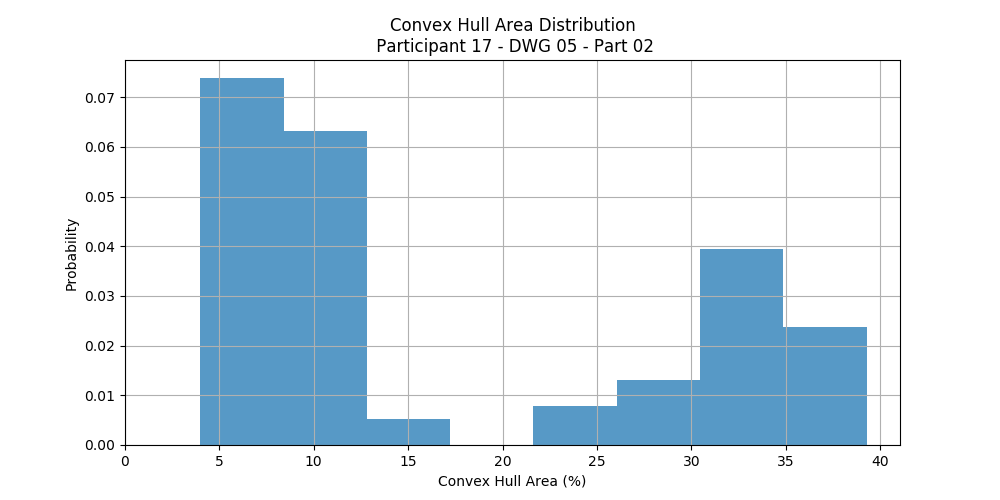 Convex Hull Area Distribution
Participant 17 - DWG 05 - Part 02
Probability
0.07
0.06
0.05
0.04
0.03
0.02
0.01
0.00
0 5 10 15 20 25 30 35 40
Convex Hull Area (%)